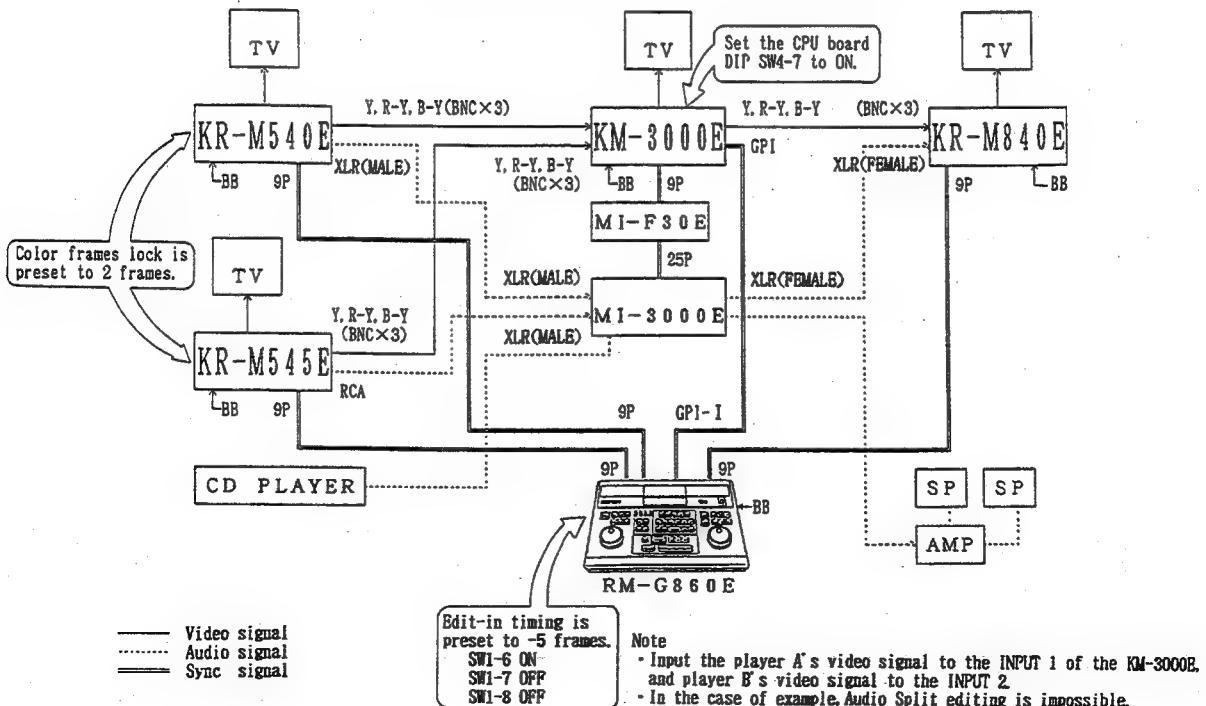 TV
TV
TV
Set the CPU board
DIP SW4-7 to ON.
Y, R-Y, B-Y(BNC×3)
Y, R-Y, B-Y (BNC×3)
KR-M540E
KM-3000E
KR-M840E
GPI
XLR(MALE)
XLR(FEMALE)
BB
9P
Y, R-Y, B-Y
(BNC×3)
BB
9P
9P
BB
MI-F30E
Color frames lock is
preset to 2 frames.
TV
25P
XLR(MALE)
XLR(FEMALE)
MI-3000E
Y, R-Y, B-Y
(BNC×3)
XLR(MALE)
KR-M545E
RCA
BB
9P
9P
GPI-I
9P
9P
CD PLAYER
SP
SP
BB
AMP
RM-G860E
Edit-in timing is
preset to -5 frames.
SW1-6 ON
SW1-7 OFF
SW1-8 OFF
Video signal
Audio signal
Sync signal
Note
- Input the player A's video signal to the INPUT 1 of the KM-3000E,
and player B's video signal to the INPUT 2.
- In the case of example, Audio Split editing is impossible.